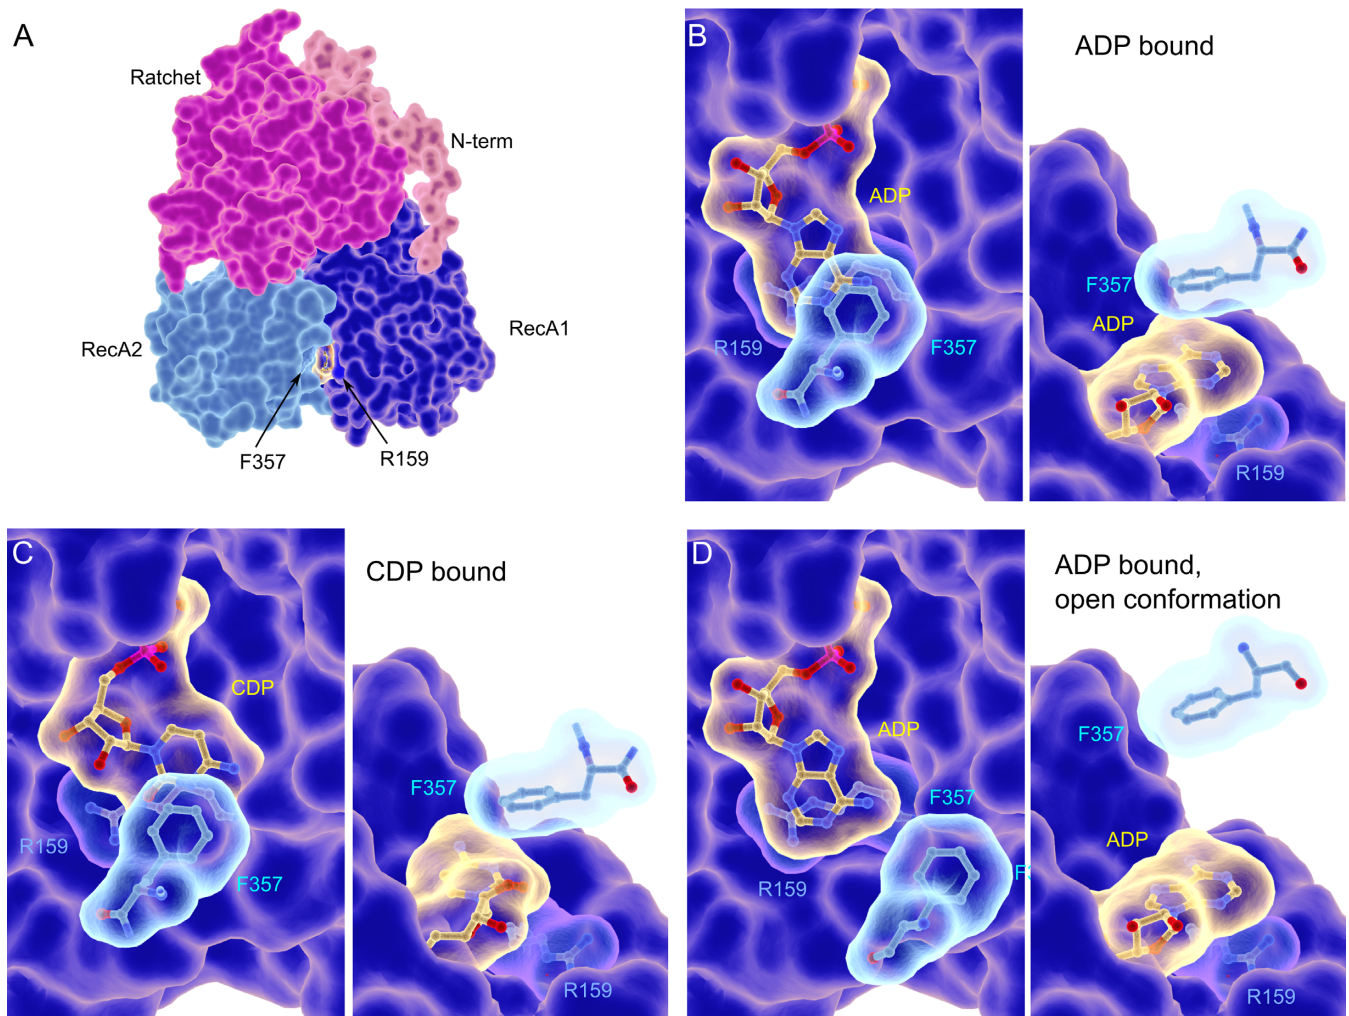 A
Ratchet
N-term
RecA2
RecA1
F357
R159
B
ADP bound
ADP
R159
F357
F357
ADP
R159
C
CDP bound
CDP
R159
F357
F357
R159
D
ADP bound,
open conformation
ADP
F357
R159
F357
ADP
R159